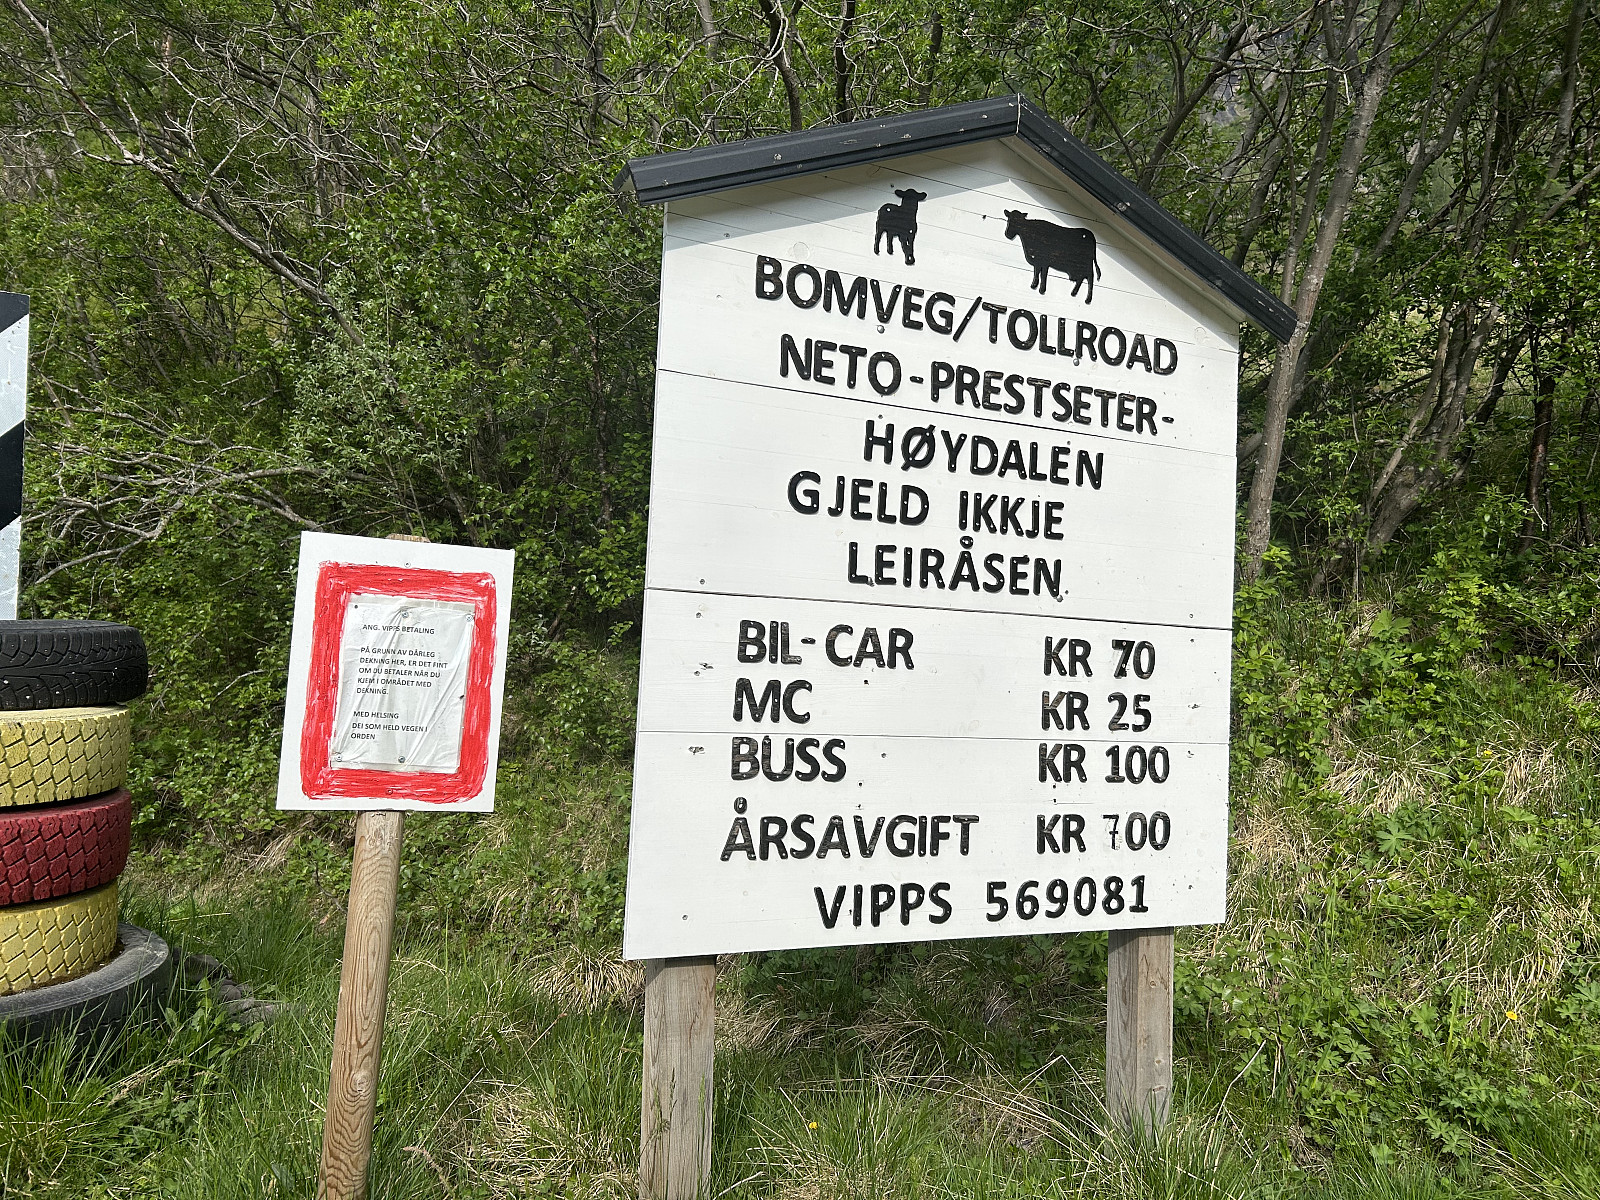 ANG. VIPPS BETALING
PÅ GRUNN AV DÅRLEG
DEKNING HER, ER DET FINT
OM DU BETALER NÅR DU
KJEM I OMRÅDET MED
DEKNING.
MED HELSING
DEI SOM HELD VEGEN I
ORDEN
BOMVEG/TOLLROAD
NETO-PRESTSETER-
HØYDALEN
GJELD IKKJE
LEIRÅSEN.
BIL-CAR KR 70
MC KR 25
BUSS KR 100
ÅRSAVGIFT KR 700
VIPPS 569081